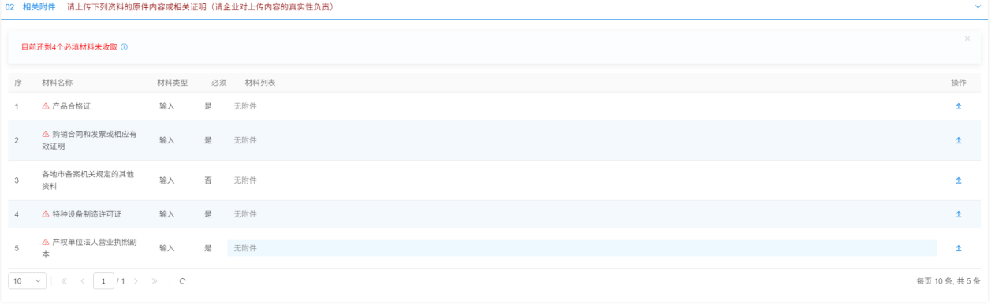 02 相关附件 请上传下列资料的原件内容或相关证明（请企业对上传内容的真实性负责）
目前还剩4个必填材料未收取
序 材料名称 材料类型 必须 材料列表 操作
1 产品合格证 输入 是 无附件
2 购销合同和发票或相应有效证明 输入 是 无附件
3 各地市备案机关规定的其他资料 输入 否 无附件
4 特种设备制造许可证 输入 是 无附件
5 产权单位法人营业执照副本 输入 是 无附件
10 1 / 1 每页 10 条, 共 5 条